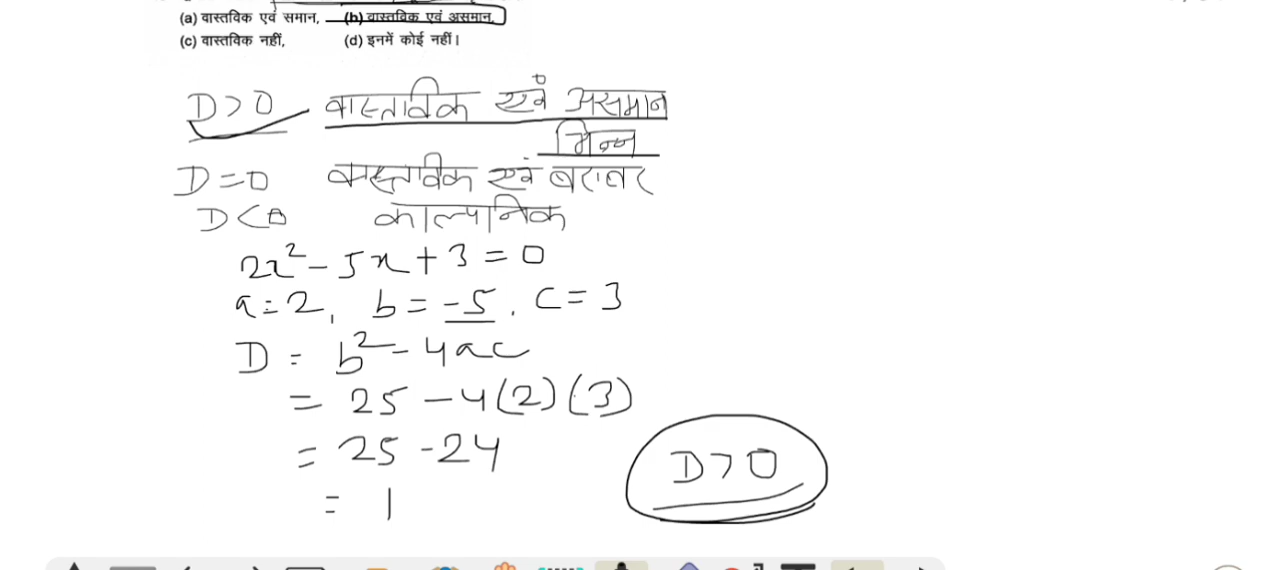 (a) वास्तविक एवं समान, (b) वास्तविक एवं असमान,
(c) वास्तविक नहीं, (d) इनमें कोई नहीं।
D>0 वास्तविक एवं असमान
भिन्न
D=0 वास्तविक एवं बराबर
D<0 काल्पनिक
2x²-5x+3=0
a=2, b=-5, c=3
D = b²-4ac
= 25-4(2)(3)
= 25-24
D>0
= 1